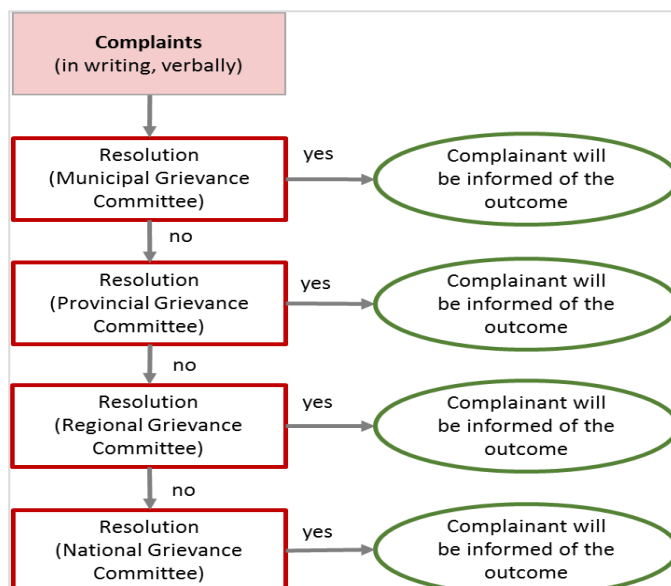 Complaints
(in writing, verbally)
Resolution
(Municipal Grievance
Committee)
yes
Complainant will
be informed of the
outcome
no
Resolution
(Provincial Grievance
Committee)
yes
Complainant will
be informed of the
outcome
no
Resolution
(Regional Grievance
Committee)
yes
Complainant will
be informed of the
outcome
no
Resolution
(National Grievance
Committee)
yes
Complainant will
be informed of the
outcome